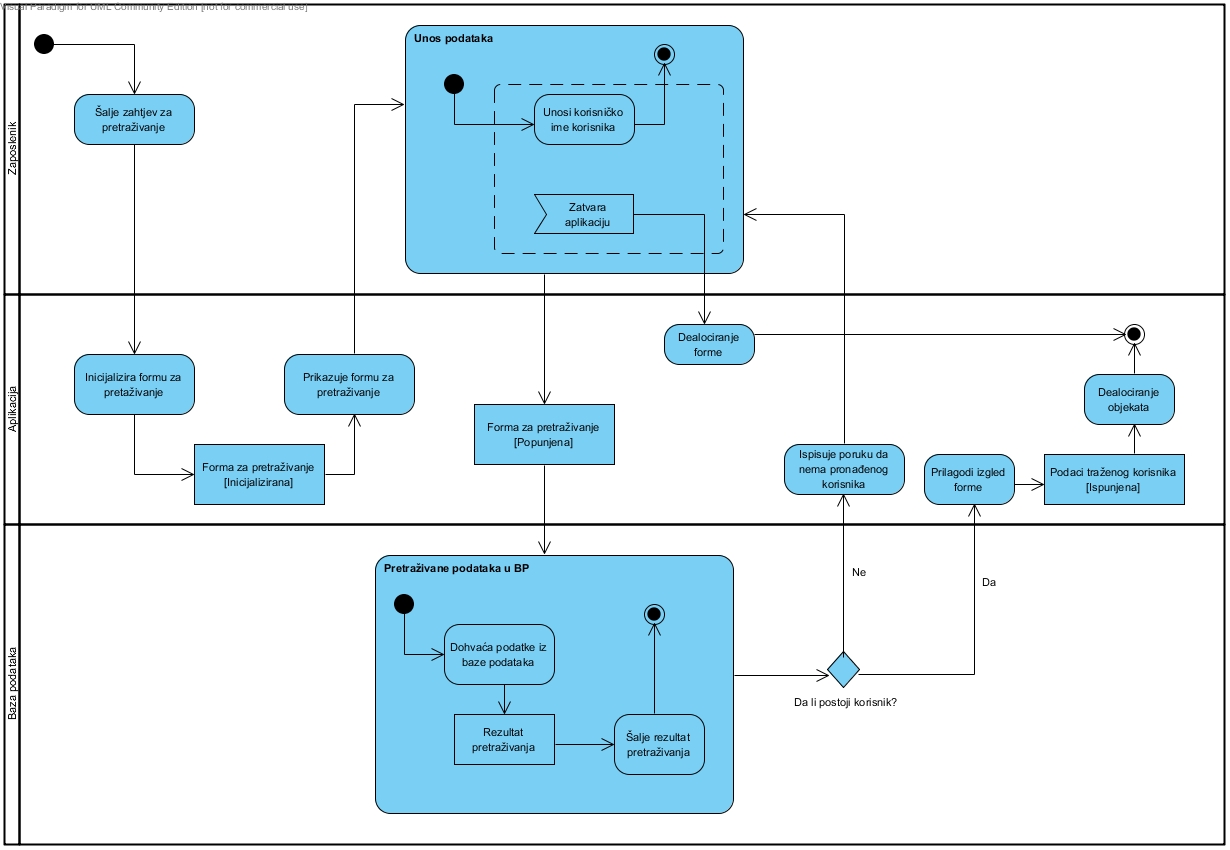 Visual Paradigm for UML Community Edition [not for commercial use]
Zaposlenik
Šalje zahtjev za
pretraživanje
Unos podataka
Unosi korisničko
ime korisnika
Zatvara
aplikaciju
Aplikacija
Inicijalizira formu za
pretaživanje
Forma za pretraživanje
[Inicijalizirana]
Prikazuje formu za
pretraživanje
Forma za pretraživanje
[Popunjena]
Dealociranje
forme
Ispisuje poruku da
nema pronađenog
korisnika
Prilagodi izgled
forme
Podaci traženog korisnika
[Ispunjena]
Dealociranje
objekata
Baza podataka
Pretraživane podataka u BP
Dohvaća podatke iz
baze podataka
Rezultat
pretraživanja
Šalje rezultat
pretraživanja
Ne
Da
Da li postoji korisnik?